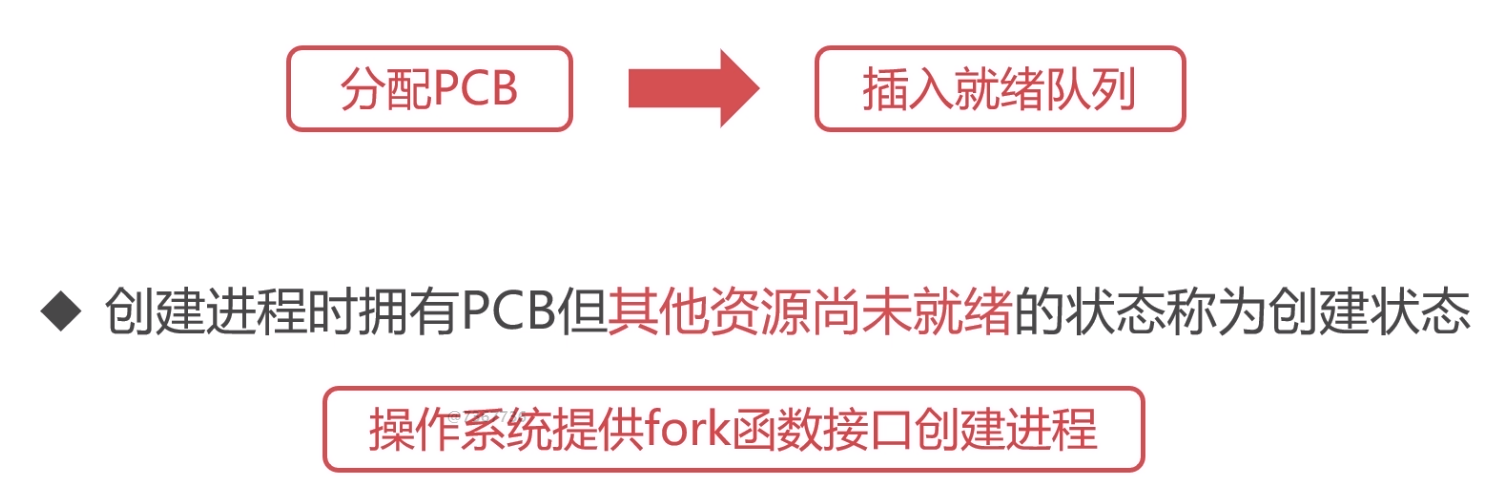 分配PCB
插入就绪队列
创建进程时拥有PCB但其他资源尚未就绪的状态称为创建状态
操作系统提供fork函数接口创建进程